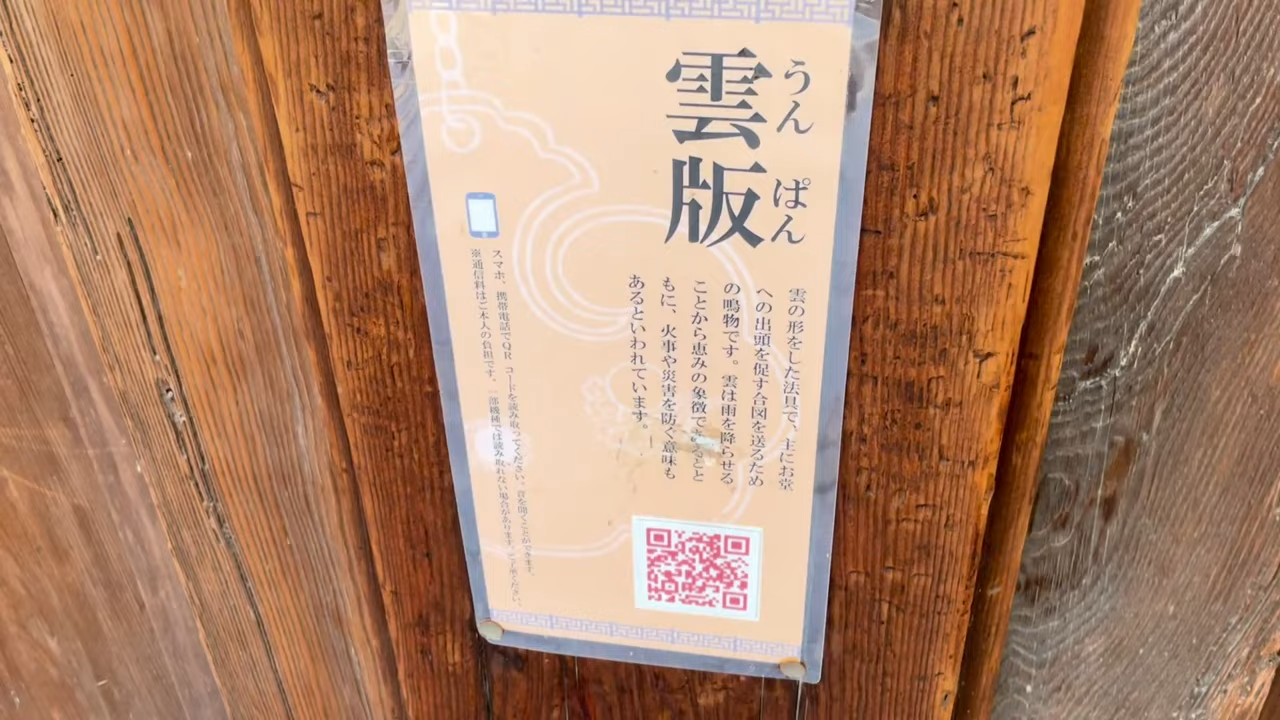 雲版
うんぱん
雲の形をした法具で、主にお堂
への出頭を促す合図を送るため
の鳴物です。雲は雨を降らせる
ことから恵みの象徴であるとと
もに、火事や災害を防ぐ意味も
あるといわれています。
スマホ、携帯電話でQRコードを読み取ってください。音を聞くことができます。
※通信料はご本人の負担です。一部機種では読み取れない場合があります。ご了承ください。